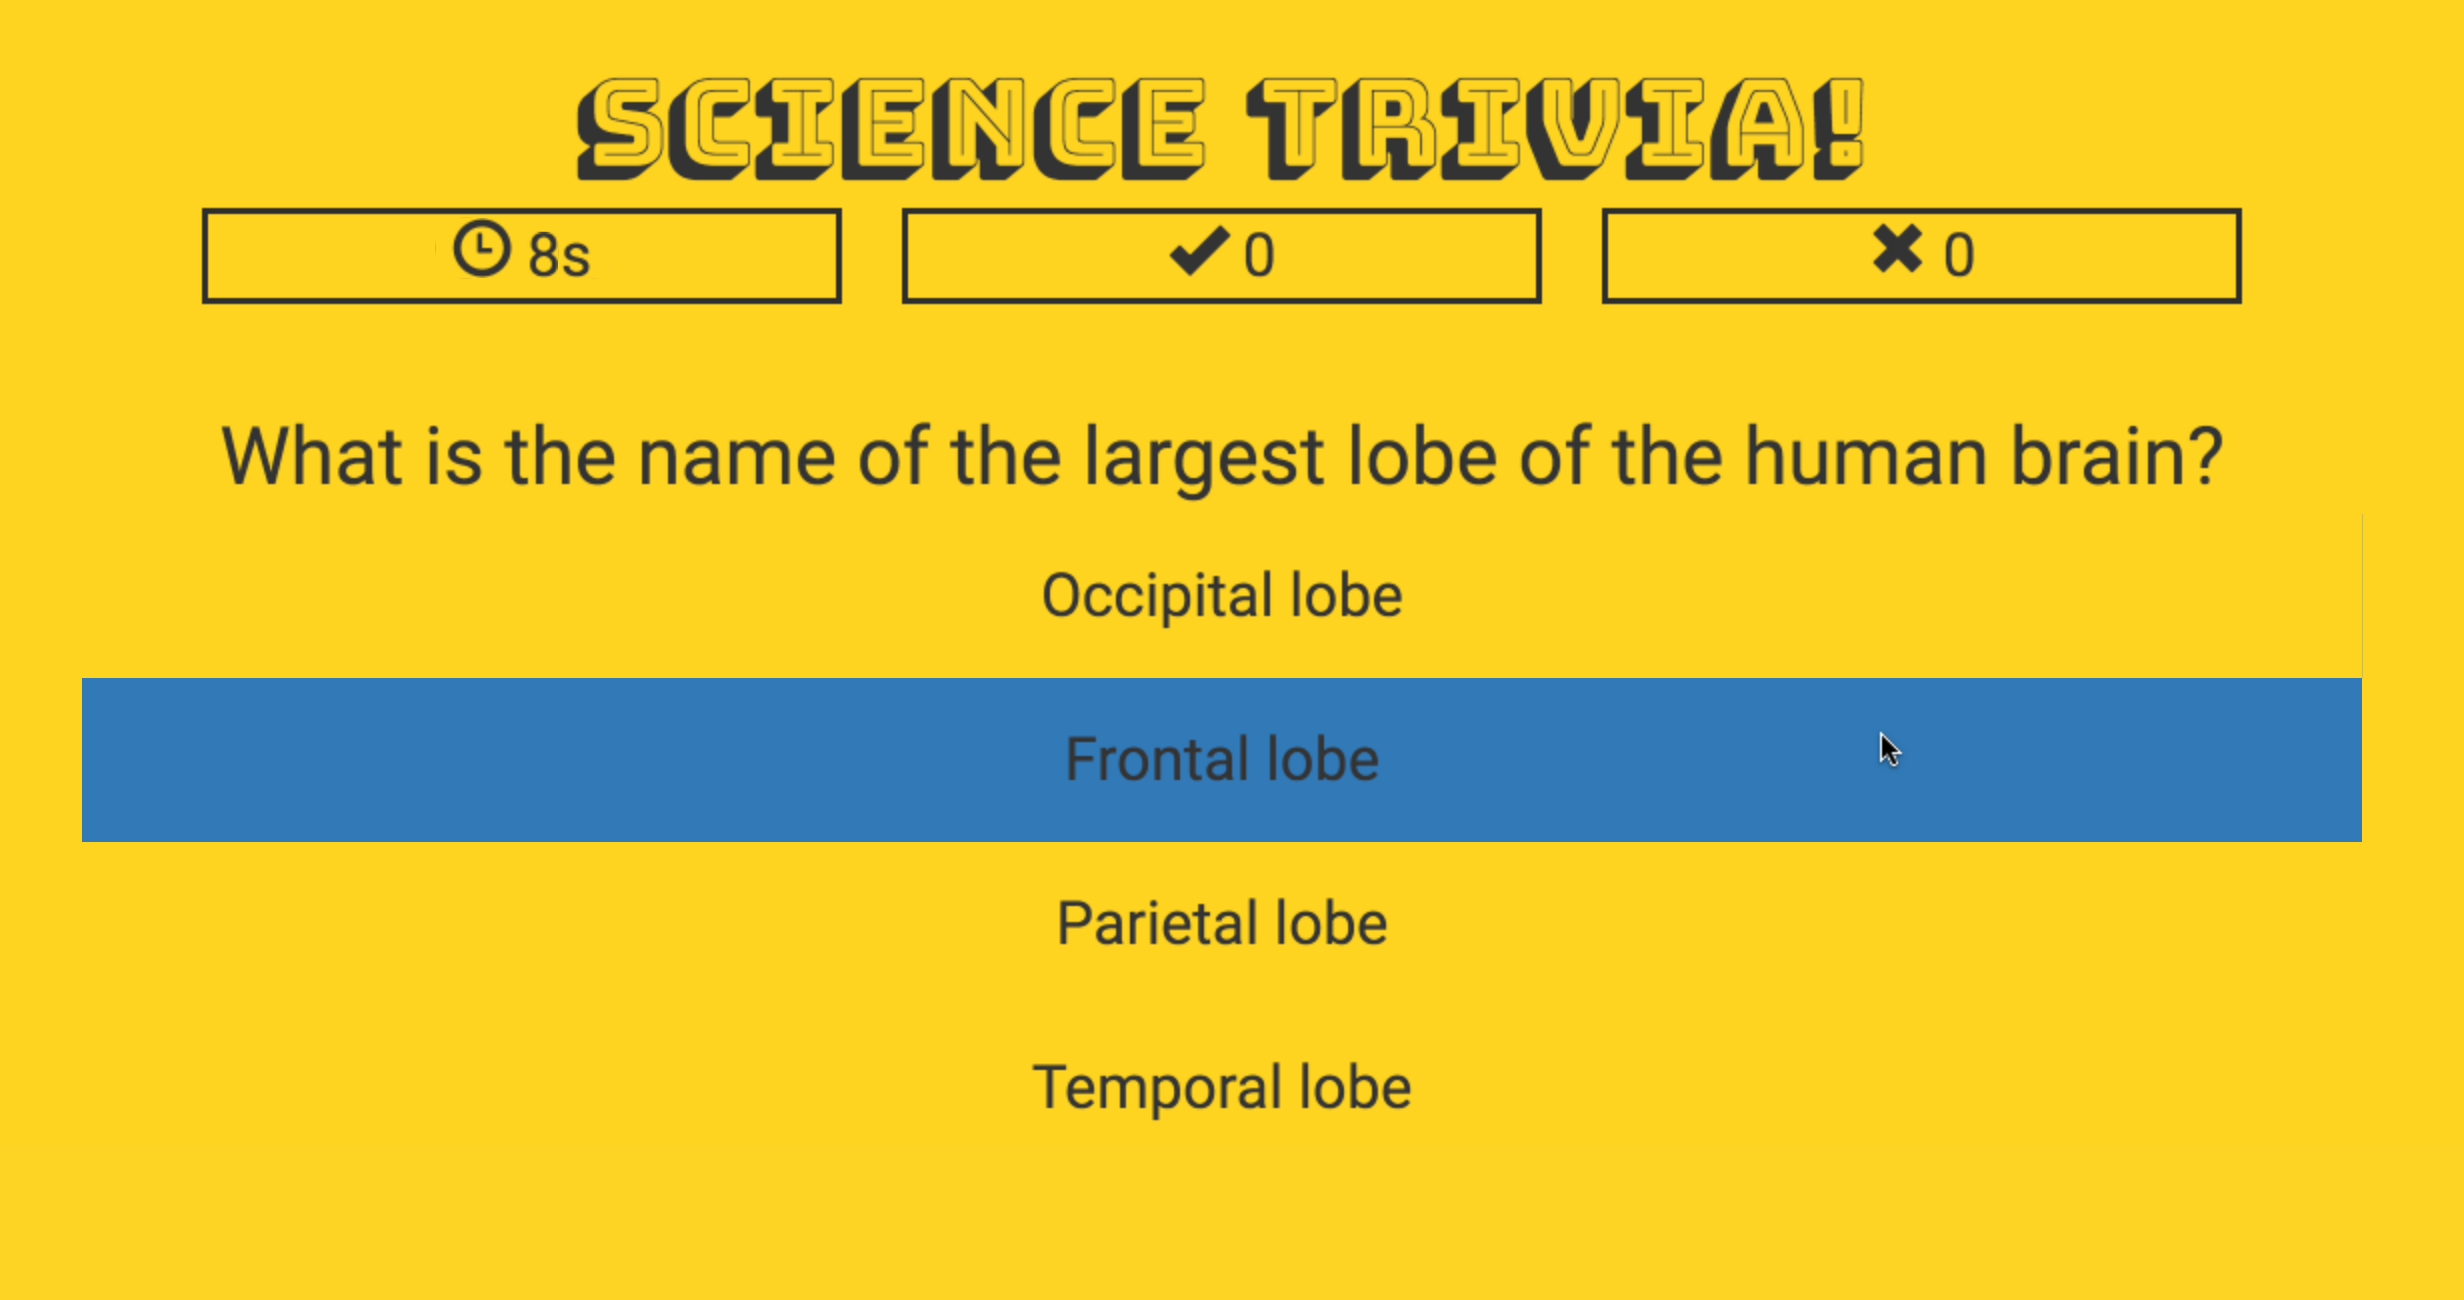 SCIENCE TRIVIA!
8s
0
0
What is the name of the largest lobe of the human brain?
Occipital lobe
Frontal lobe
Parietal lobe
Temporal lobe